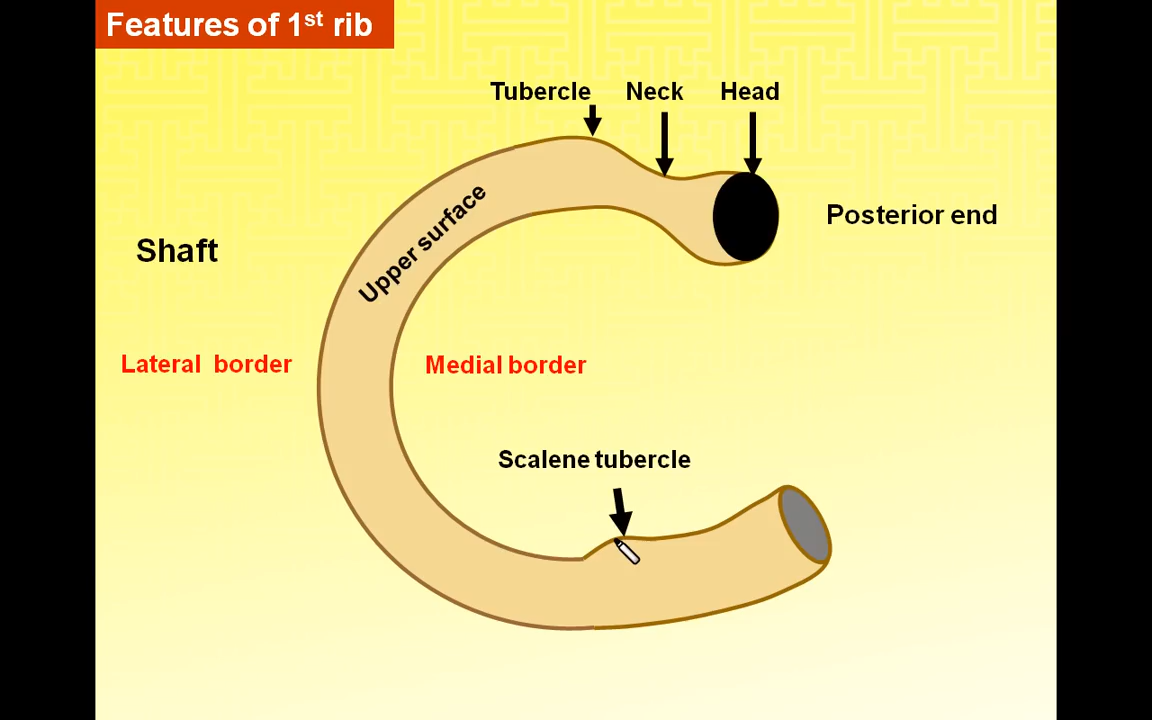 Features of 1st rib
Tubercle Neck Head
Posterior end
Upper surface
Shaft
Lateral border
Medial border
Scalene tubercle